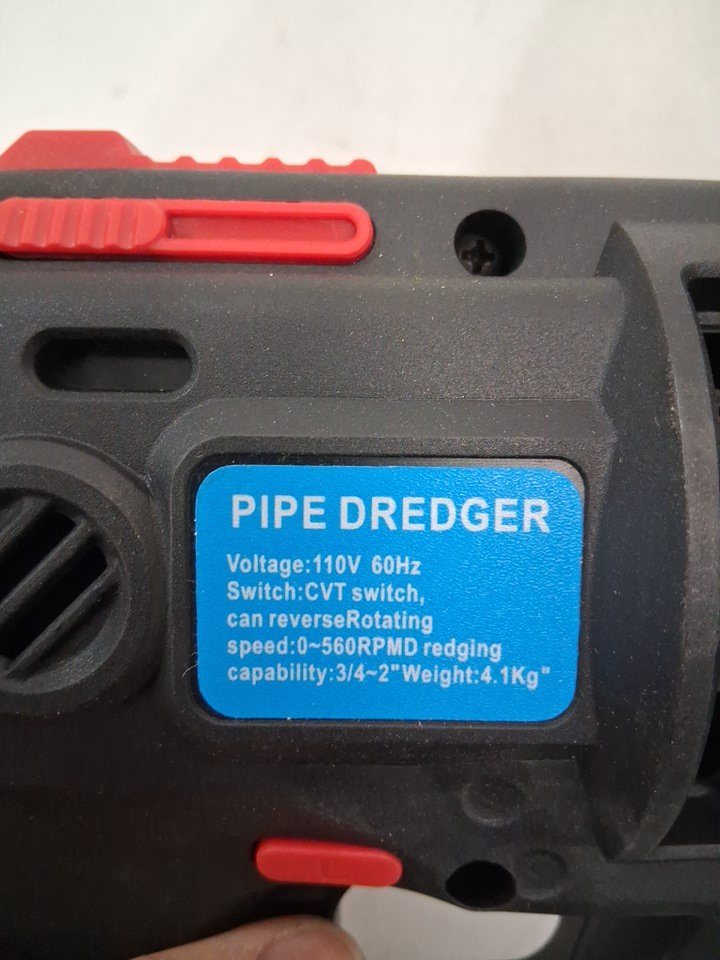 PIPE DREDGER
Voltage:110V 60Hz
Switch:CVT switch,
can reverseRotating
speed:0~560RPMD redging
capability:3/4~2"Weight:4.1Kg"